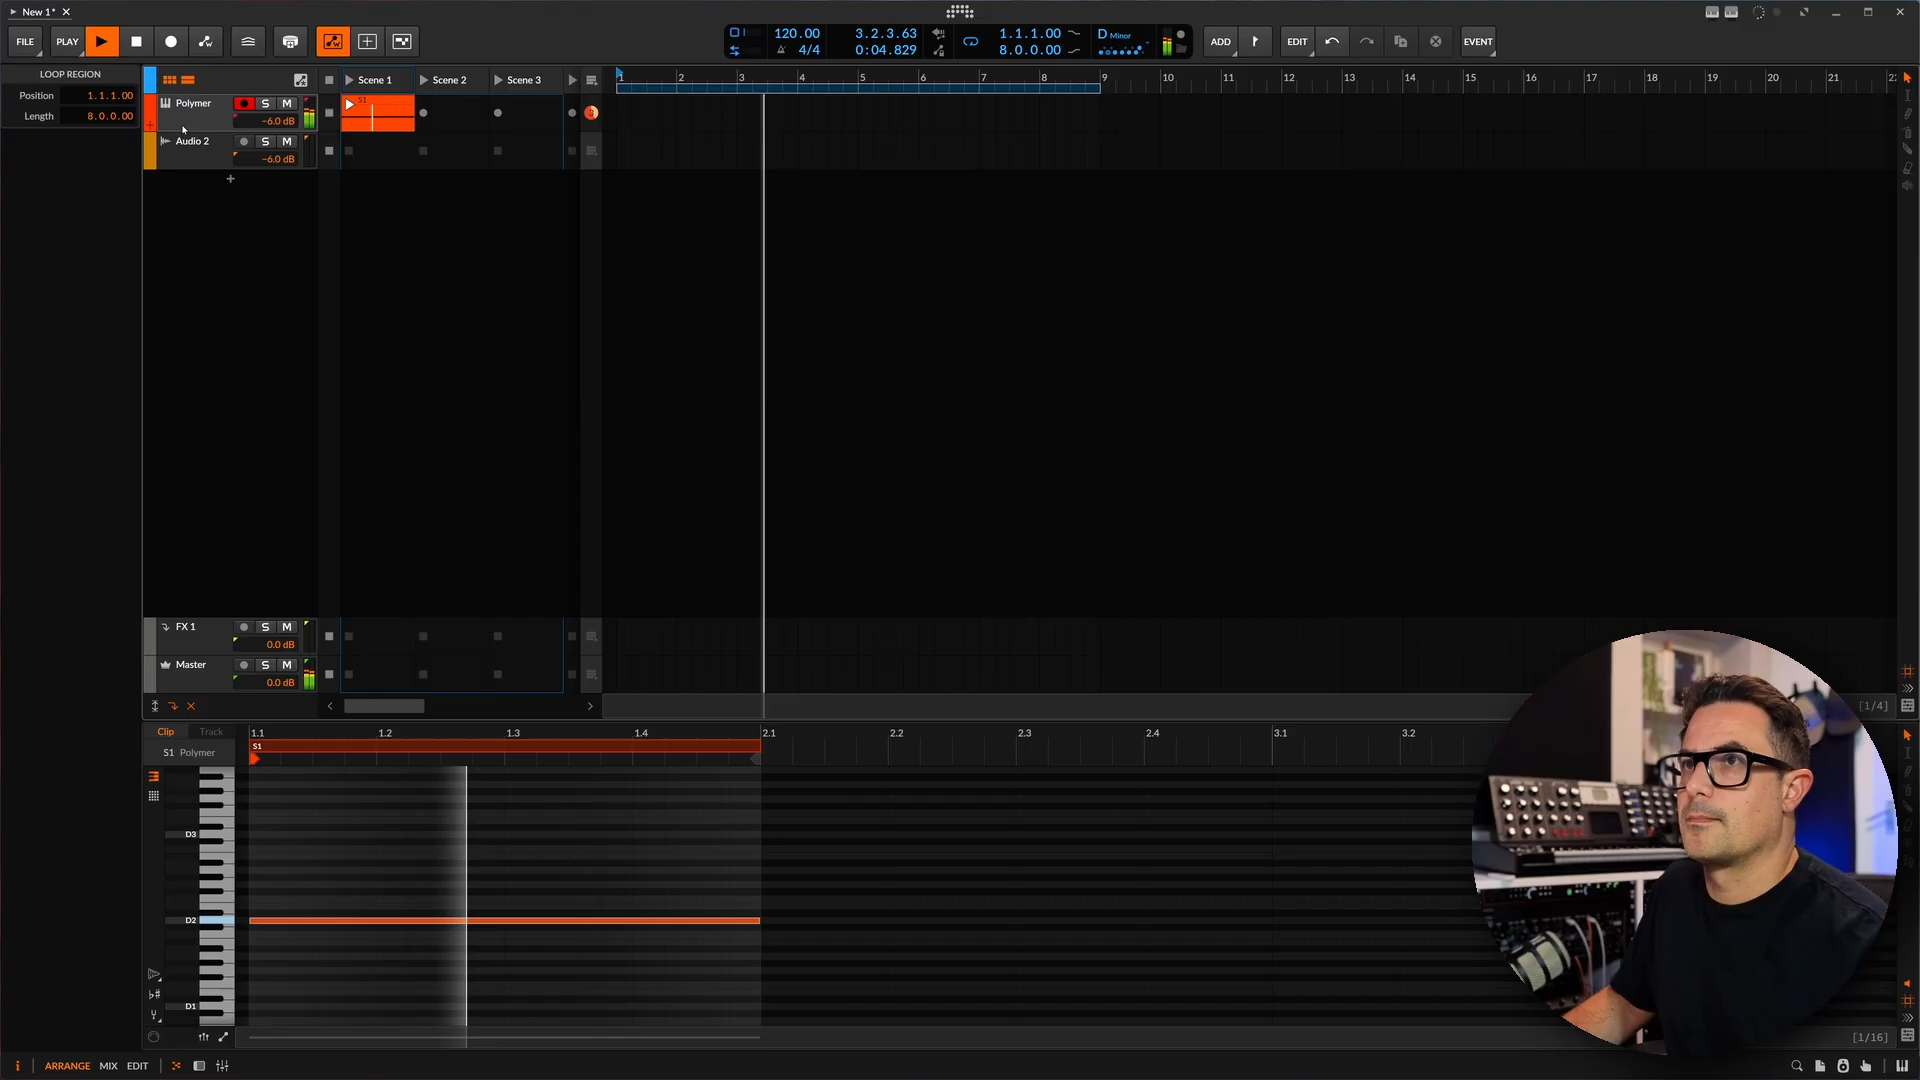 New 1*
FILE
PLAY
120.00
4/4
3.2.3.63
0:04.829
1.1.1.00
8.0.0.00
D Minor
ADD
EDIT
EVENT
LOOP REGION
Position 1.1.1.00
Length 8.0.0.00
Scene 1
Scene 2
Scene 3
1 2 3 4 5 6 7 8 9 10 11 12 13 14 15 16 17 18 19 20 21
Polymer
S M
-6.0 dB
S1
Audio 2
S M
-6.0 dB
FX 1
S M
0.0 dB
Master
S M
0.0 dB
[1/4]
Clip
Track
S1 Polymer
1.1 1.2 1.3 1.4 2.1 2.2 2.3 2.4 3.1 3.2
S1
D3
D2
D1
[1/16]
ARRANGE
MIX
EDIT